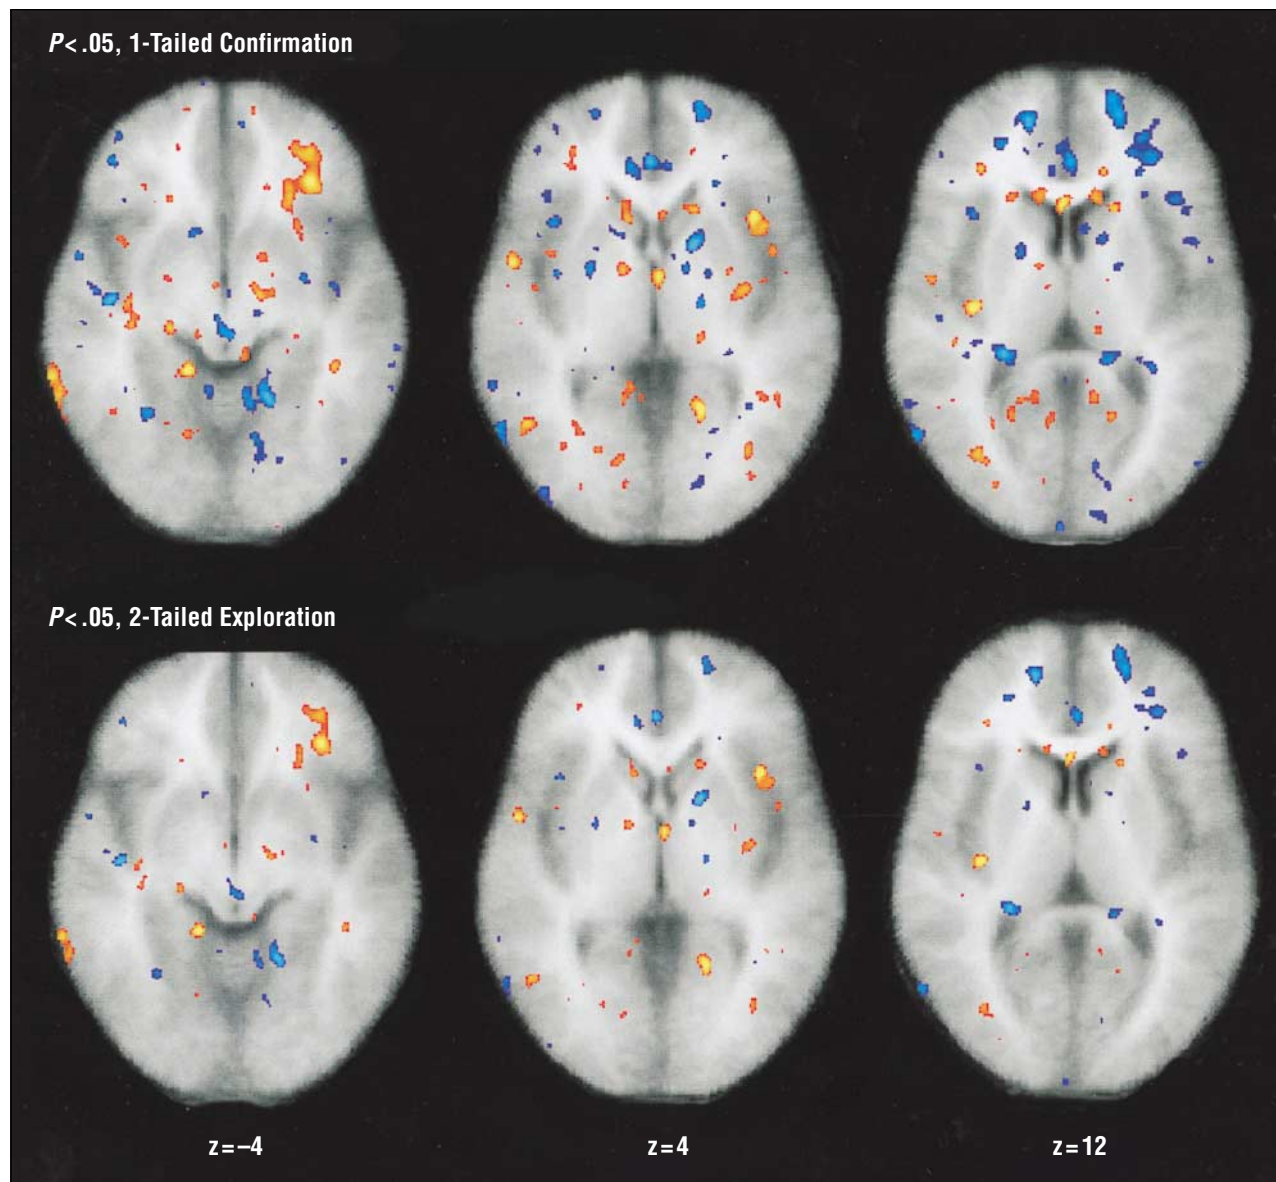 P<.05, 1-Tailed Confirmation
P<.05, 2-Tailed Exploration
z=–4
z=4
z=12